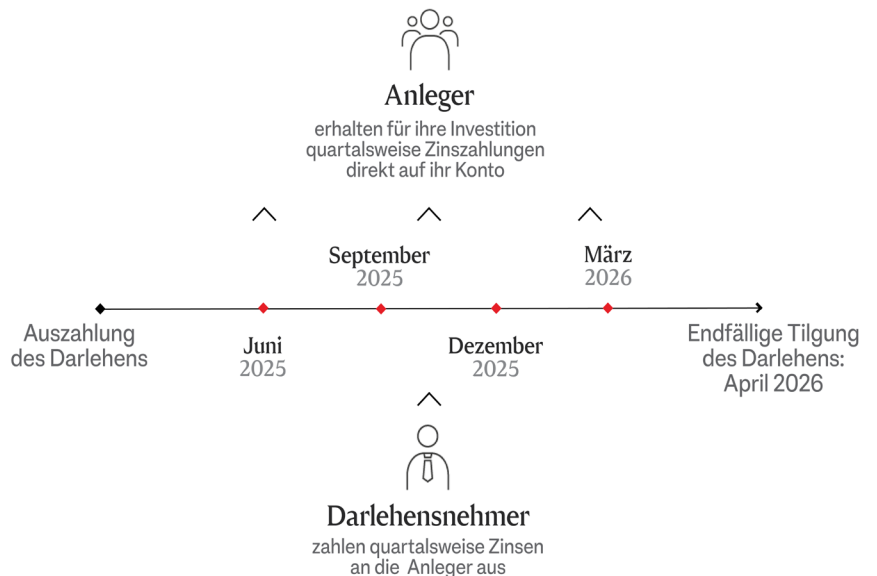 Anleger
erhalten für ihre Investition
quartalsweise Zinszahlungen
direkt auf ihr Konto
September
2025
März
2026
Auszahlung
des Darlehens
Juni
2025
Dezember
2025
Endfällige Tilgung
des Darlehens:
April 2026
Darlehensnehmer
zahlen quartalsweise Zinsen
an die Anleger aus